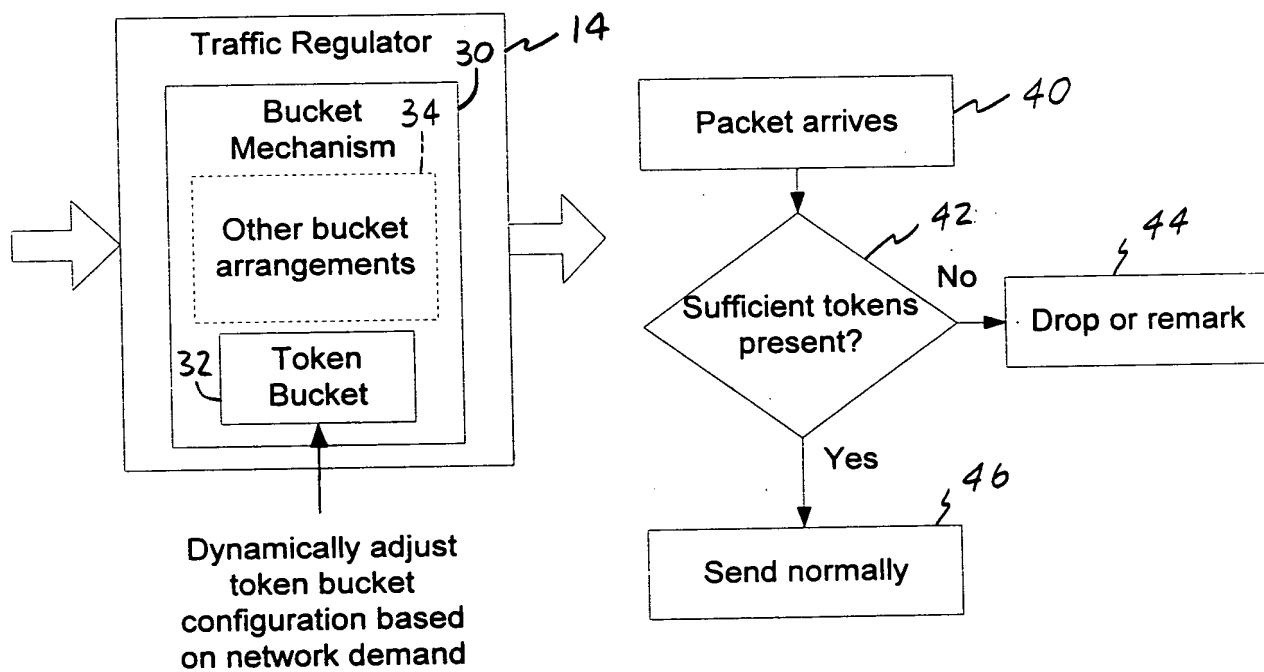 Traffic Regulator
14
30
Bucket
Mechanism
34
Other bucket
arrangements
32
Token
Bucket
Dynamically adjust
token bucket
configuration based
on network demand
Packet arrives
40
42
Sufficient tokens
present?
No
44
Drop or remark
Yes
46
Send normally